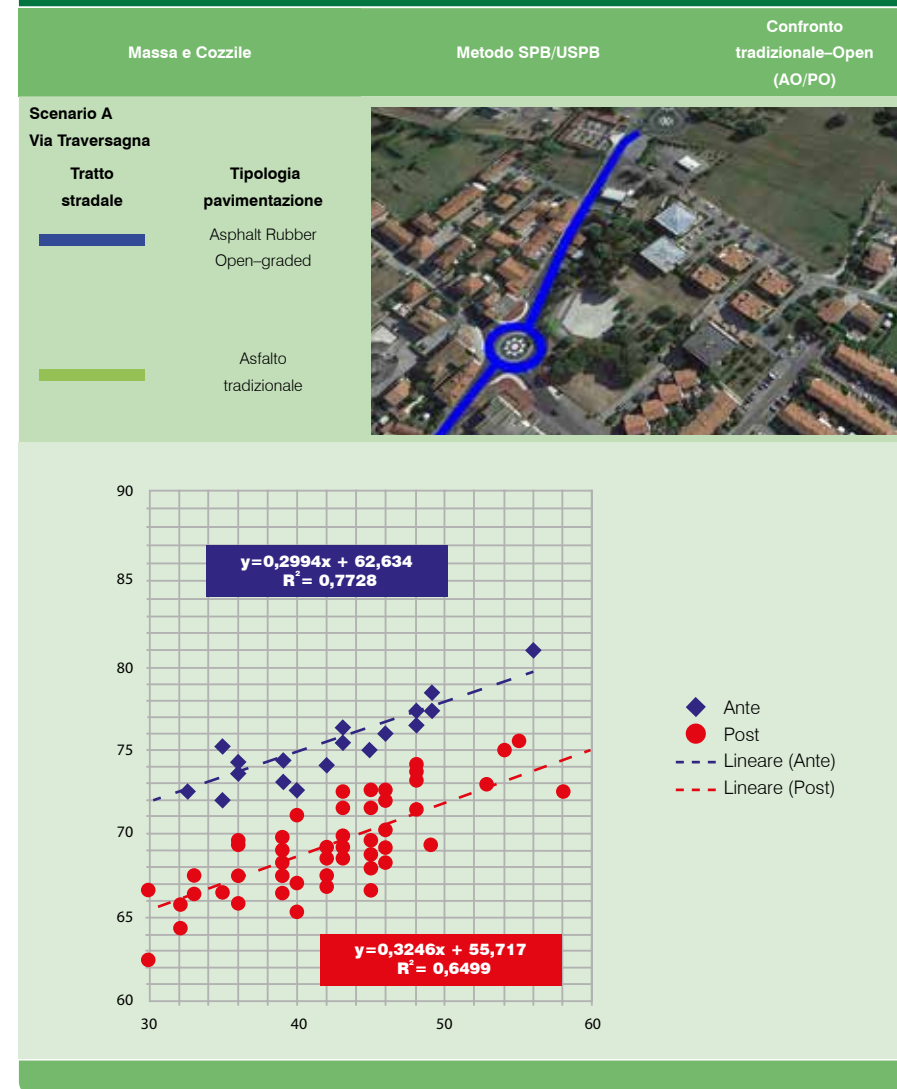 Massa e Cozzile
Metodo SPB/USPB
Confronto
tradizionale–Open
(AO/PO)
Scenario A
Via Traversagna
Tratto
stradale
Tipologia
pavimentazione
Asphalt Rubber
Open–graded
Asfalto
tradizionale
90
85
80
75
70
65
60
30
40
50
60
y=0,2994x + 62,634
R²= 0,7728
y=0,3246x + 55,717
R²= 0,6499
Ante
Post
Lineare (Ante)
Lineare (Post)